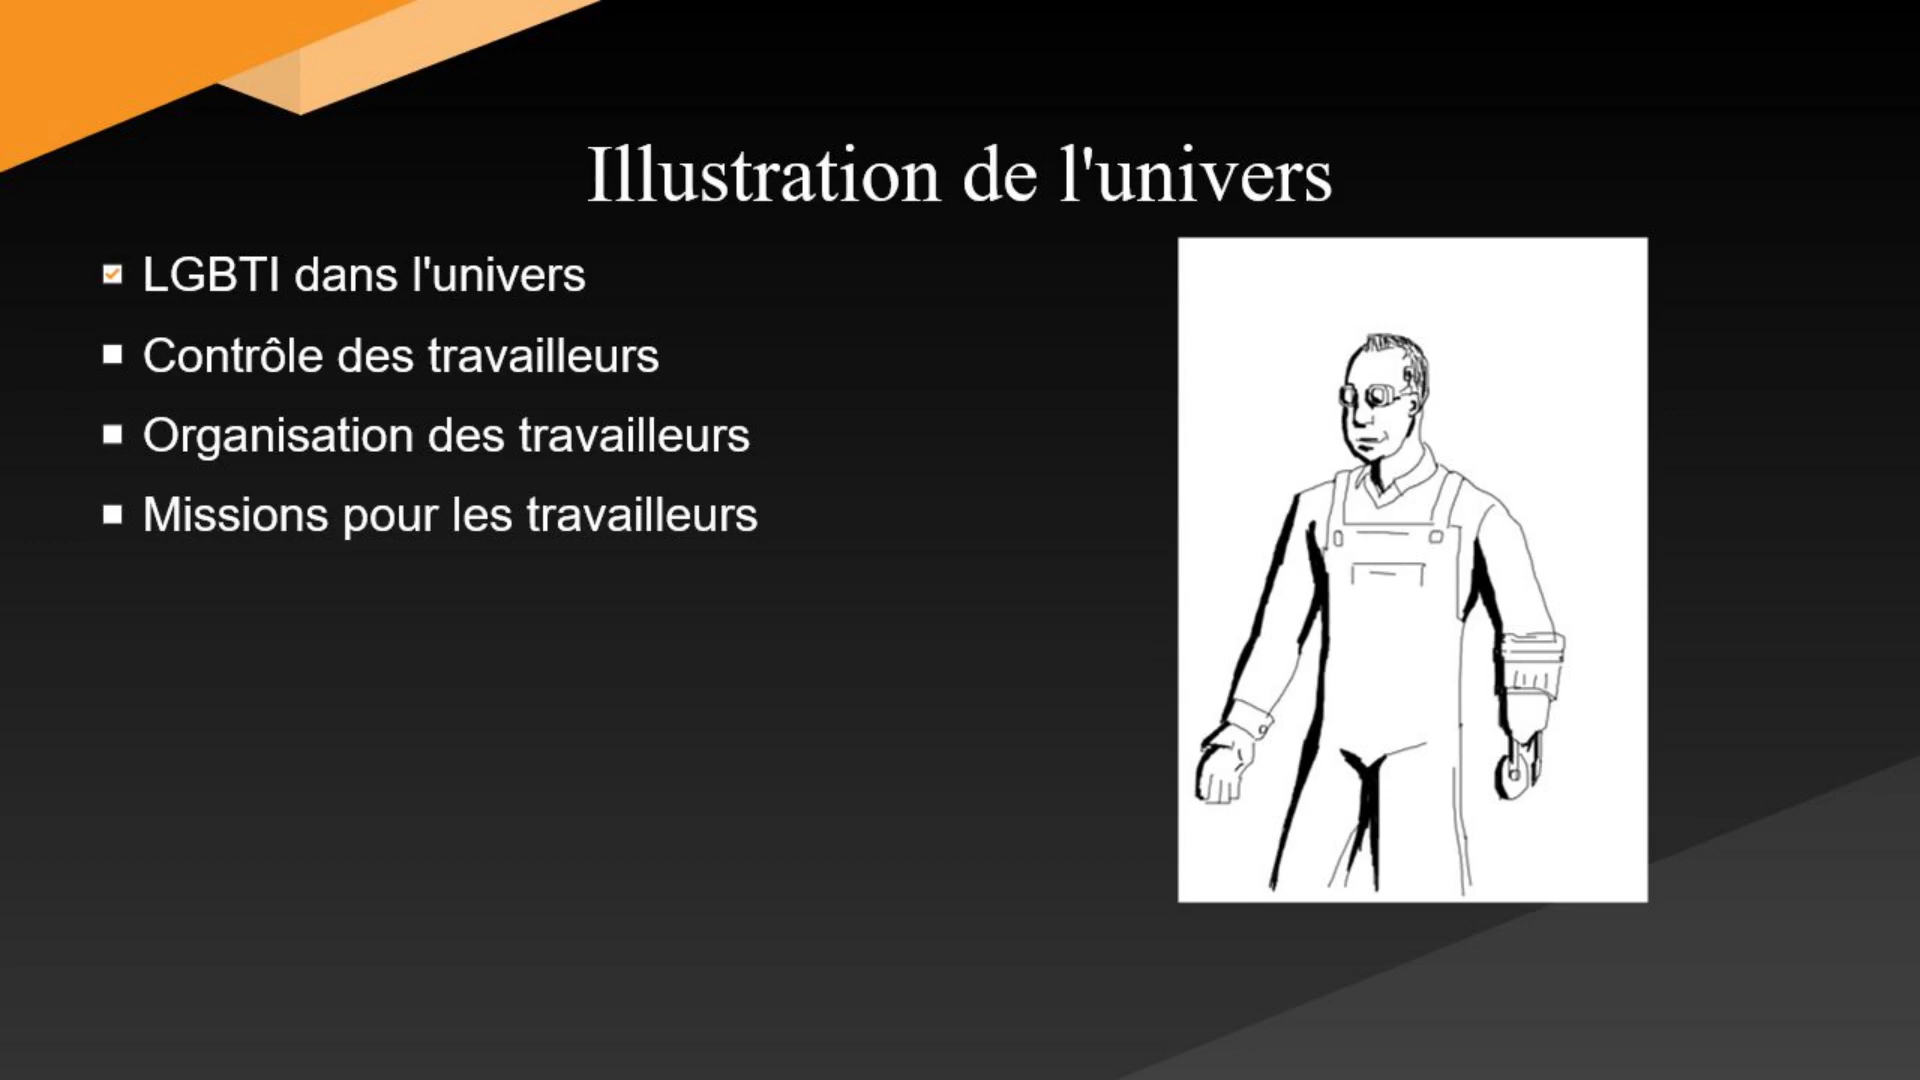 Illustration de l'univers
LGBTI dans l'univers
Contrôle des travailleurs
Organisation des travailleurs
Missions pour les travailleurs